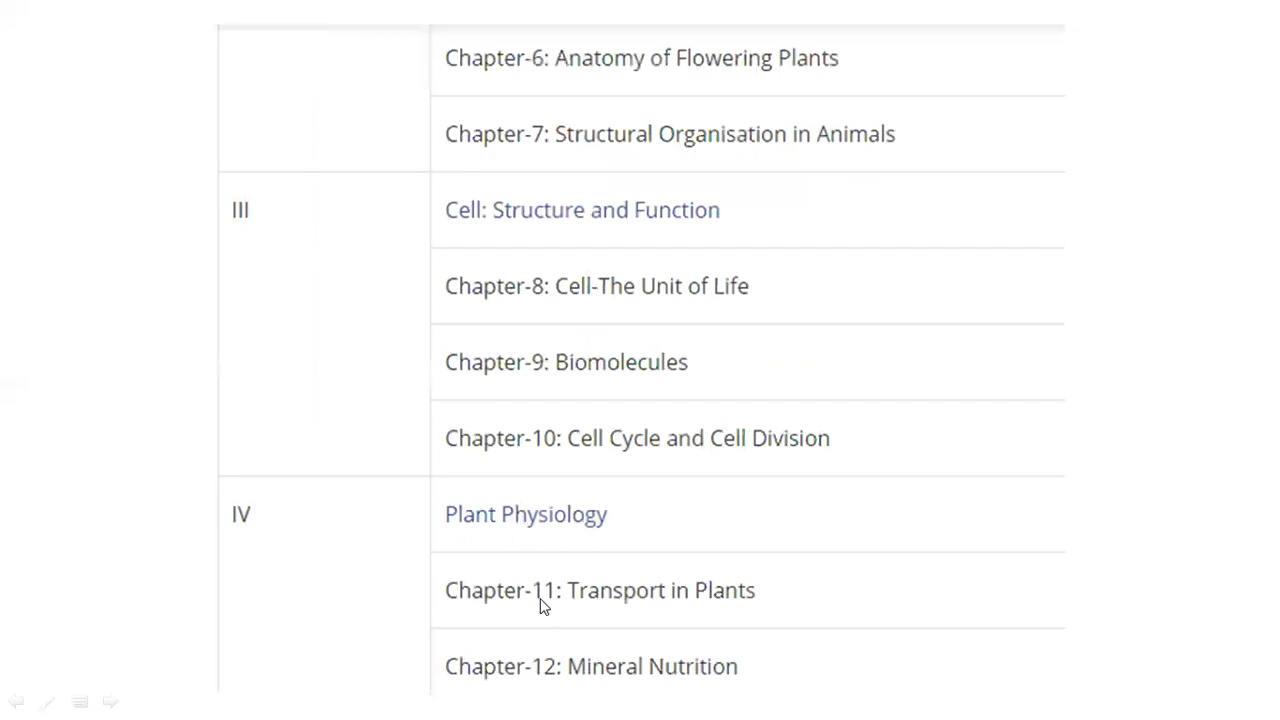 Chapter-6: Anatomy of Flowering Plants
Chapter-7: Structural Organisation in Animals
III
Cell: Structure and Function
Chapter-8: Cell-The Unit of Life
Chapter-9: Biomolecules
Chapter-10: Cell Cycle and Cell Division
IV
Plant Physiology
Chapter-11: Transport in Plants
Chapter-12: Mineral Nutrition